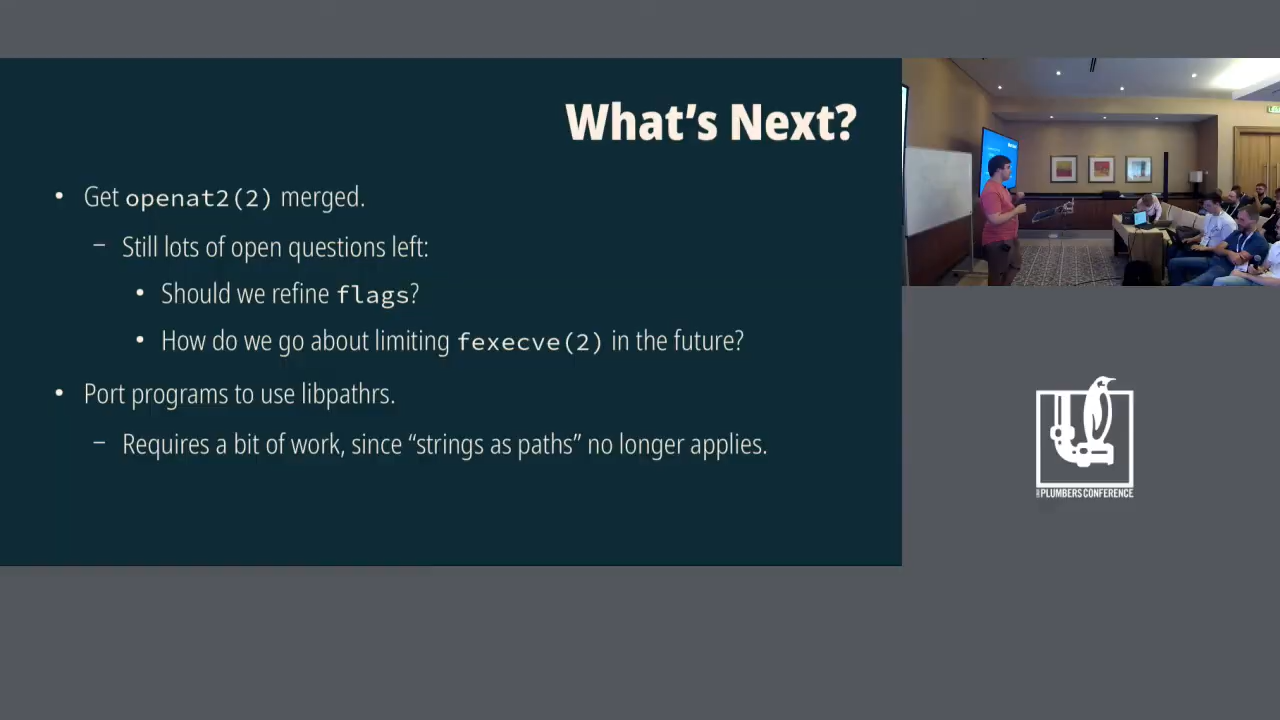 What's Next?
• Get openat2(2) merged.
– Still lots of open questions left:
• Should we refine flags?
• How do we go about limiting fexecve(2) in the future?
• Port programs to use libpathrs.
– Requires a bit of work, since “strings as paths” no longer applies.
PLUMBERS CONFERENCE